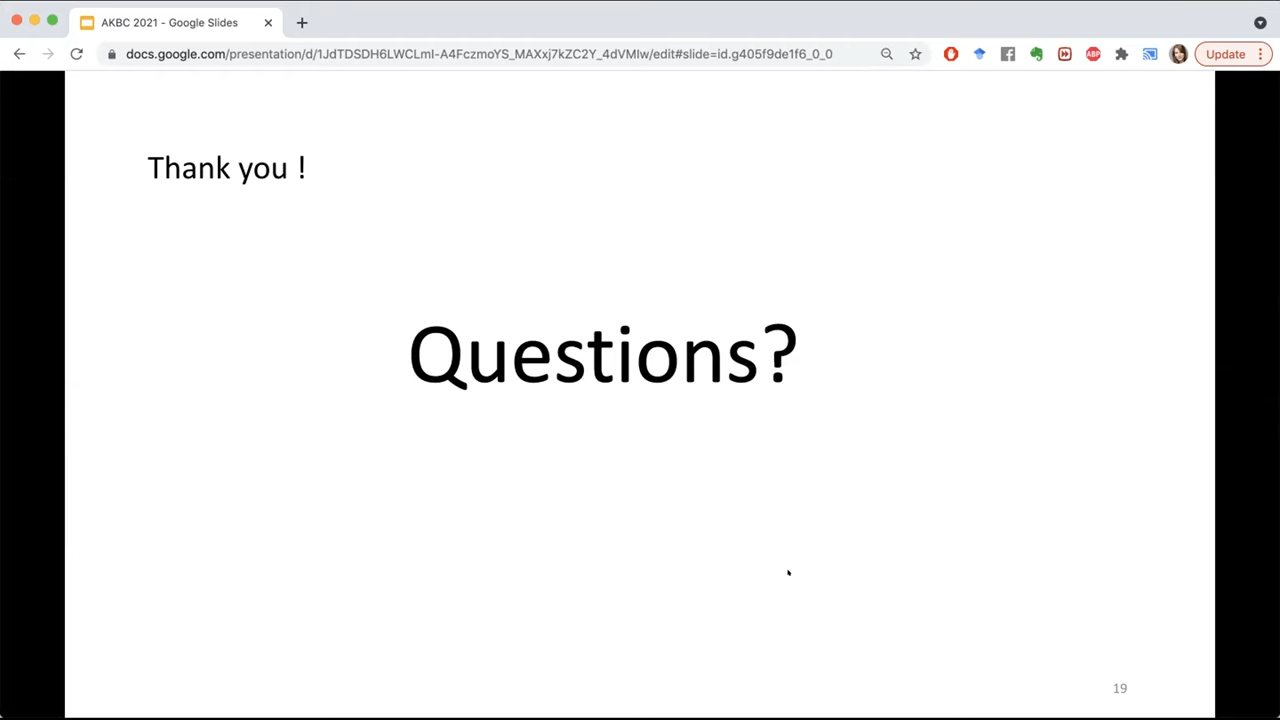 AKBC 2021 - Google Slides
docs.google.com/presentation/d/1JdTDSDH6LWCLmI-A4FczmoYS_MAXxj7kZC2Y_4dVMIw/edit#slide=id.g405f9de1f6_0_0
ABP
Update
Thank you !
Questions?
19